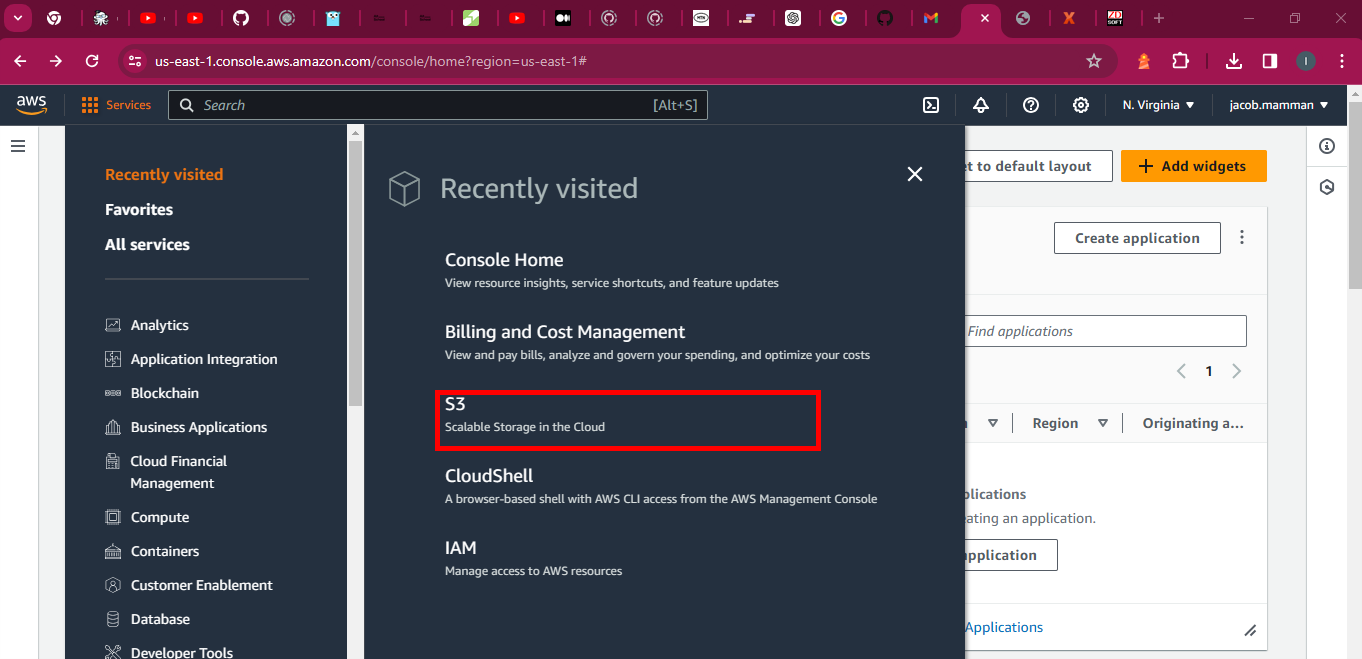 us-east-1.console.aws.amazon.com/console/home?region=us-east-1#
aws
Services
Search
[Alt+S]
N. Virginia
jacob.mamman
Recently visited
Favorites
All services
Analytics
Application Integration
Blockchain
Business Applications
Cloud Financial
Management
Compute
Containers
Customer Enablement
Database
Developer Tools
Recently visited
Console Home
View resource insights, service shortcuts, and feature updates
Billing and Cost Management
View and pay bills, analyze and govern your spending, and optimize your costs
S3
Scalable Storage in the Cloud
CloudShell
A browser-based shell with AWS CLI access from the AWS Management Console
IAM
Manage access to AWS resources
to default layout
Add widgets
Create application
Find applications
1
Region
Originating a...
an application.
Applications